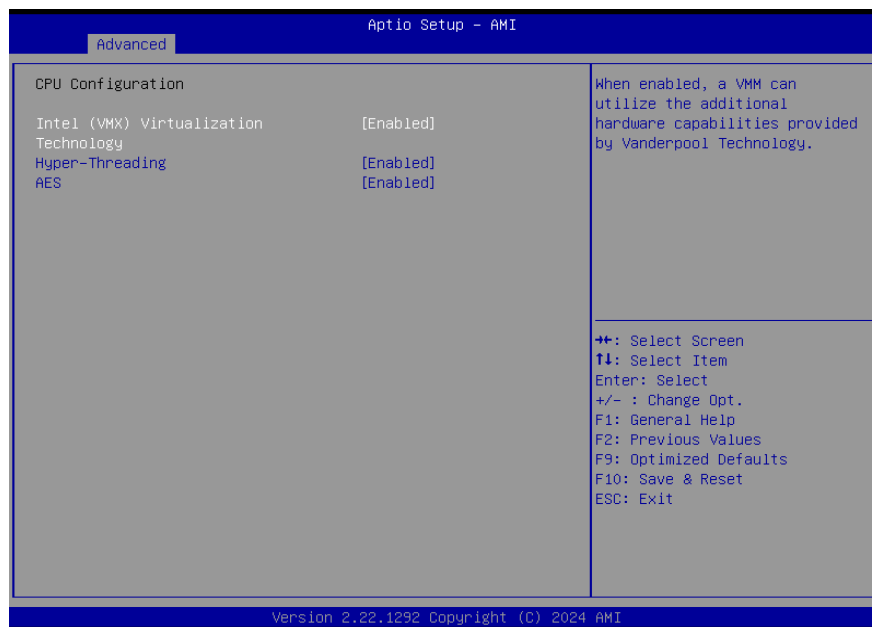 Aptio Setup – AMI
Advanced
CPU Configuration
Intel (VMX) Virtualization [Enabled]
Technology
Hyper-Threading [Enabled]
AES [Enabled]
When enabled, a VMM can
utilize the additional
hardware capabilities provided
by Vanderpool Technology.
→←: Select Screen
↑↓: Select Item
Enter: Select
+/- : Change Opt.
F1: General Help
F2: Previous Values
F9: Optimized Defaults
F10: Save & Reset
ESC: Exit
Version 2.22.1292 Copyright (C) 2024 AMI